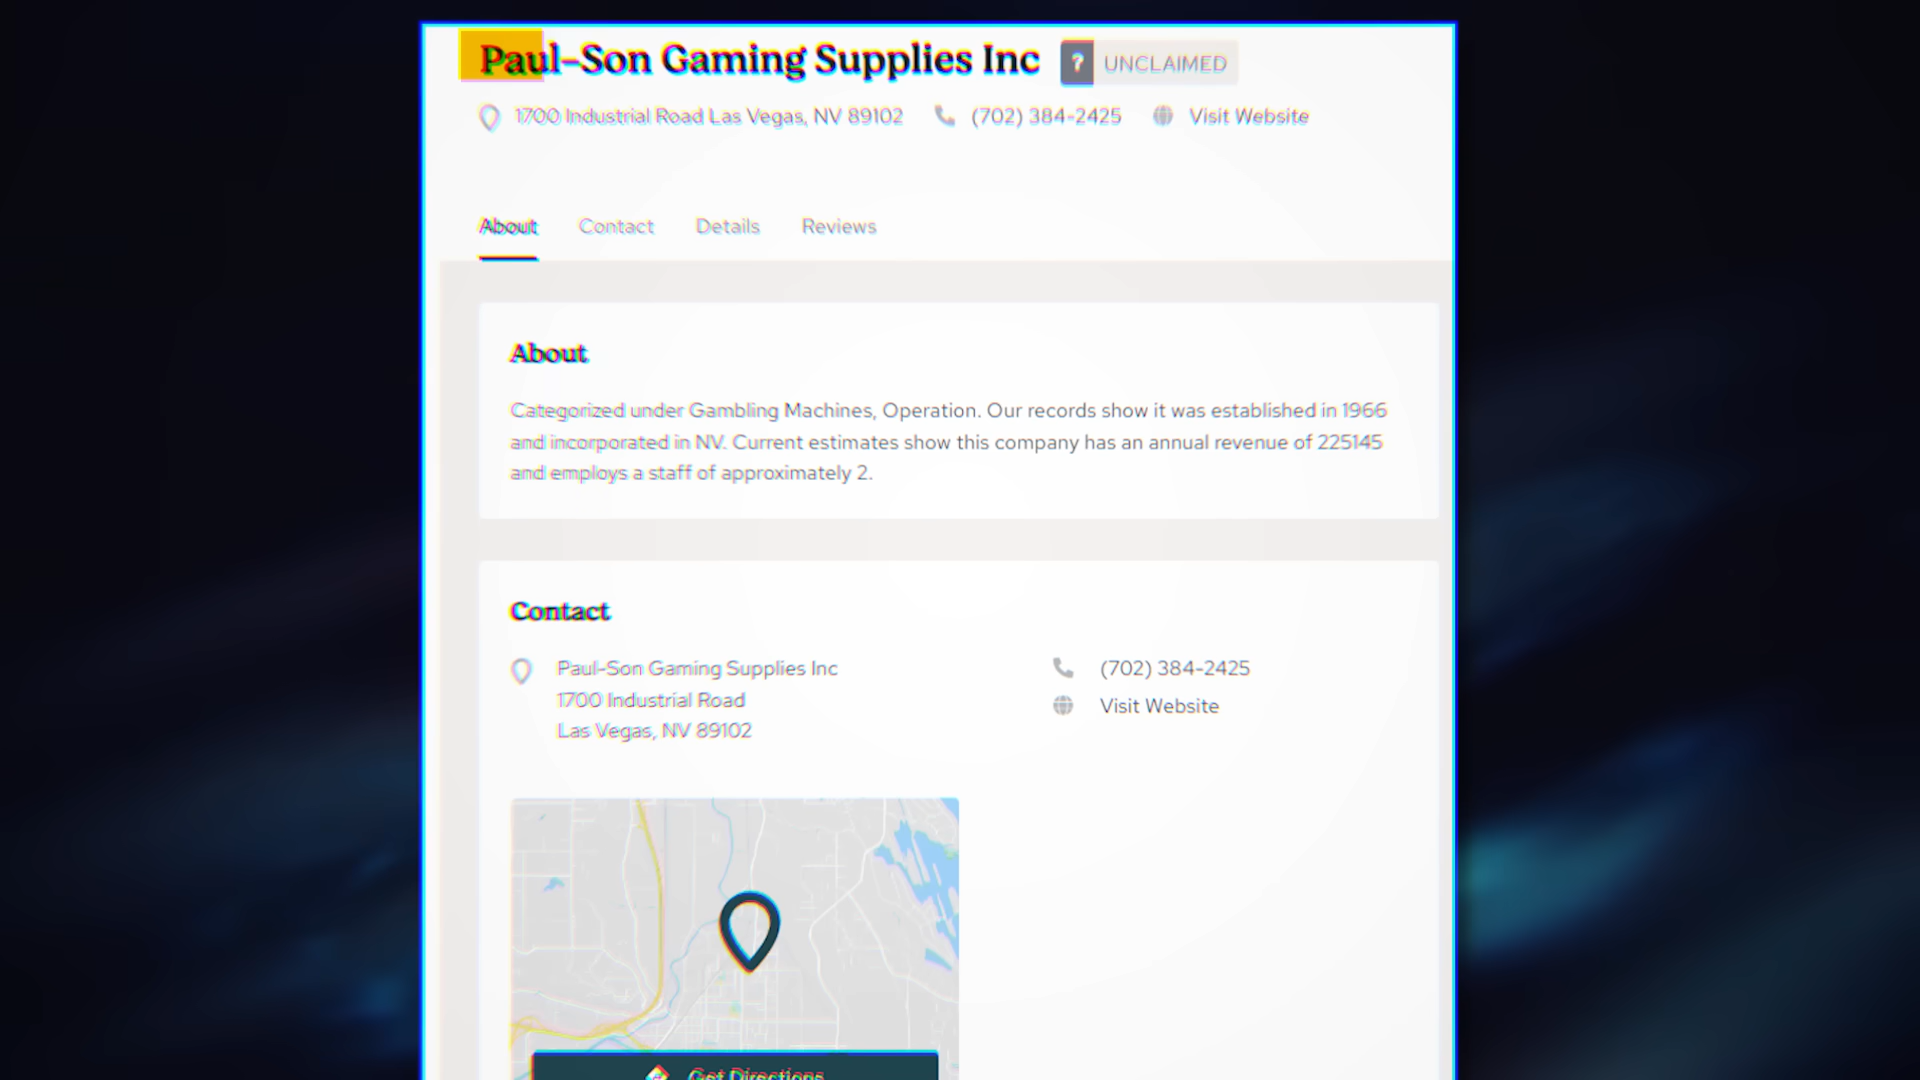 Paul-Son Gaming Supplies Inc ? UNCLAIMED
1700 Industrial Road Las Vegas, NV 89102 (702) 384-2425 Visit Website
About Contact Details Reviews
About
Categorized under Gambling Machines, Operation. Our records show it was established in 1966
and incorporated in NV. Current estimates show this company has an annual revenue of 225145
and employs a staff of approximately 2.
Contact
Paul-Son Gaming Supplies Inc
1700 Industrial Road
Las Vegas, NV 89102
(702) 384-2425
Visit Website
Get Directions